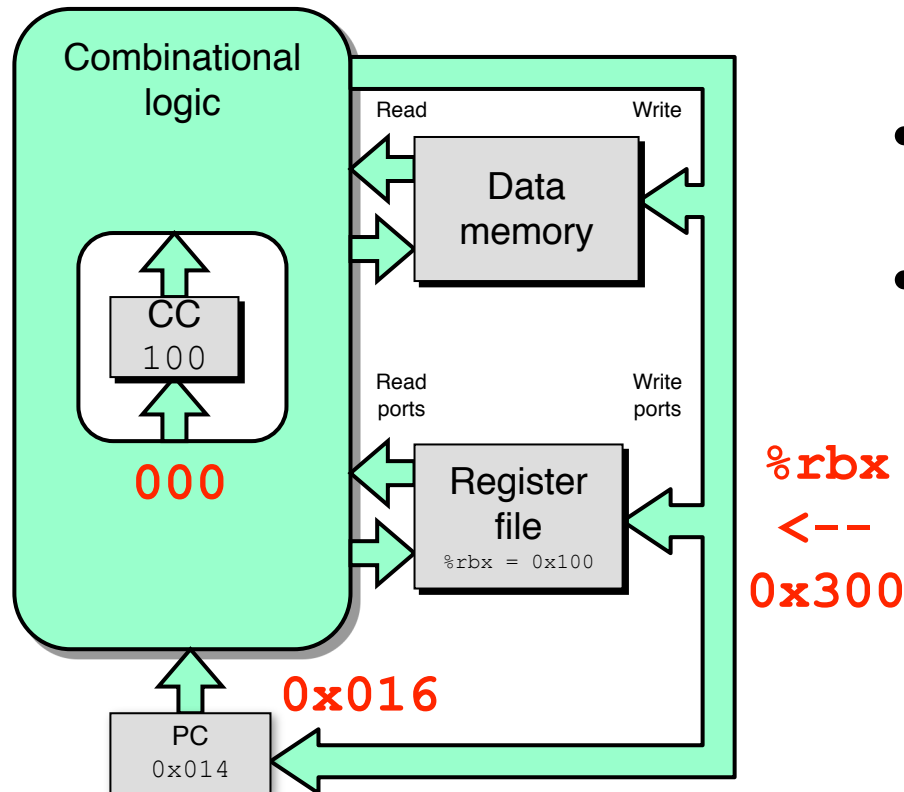 Combinational
logic
Read
Write
•
Data
memory
•
CC
100
Read
ports
Write
ports
000
Register
file
%rbx = 0x100
%rbx
<--
0x300
0x016
PC
0x014